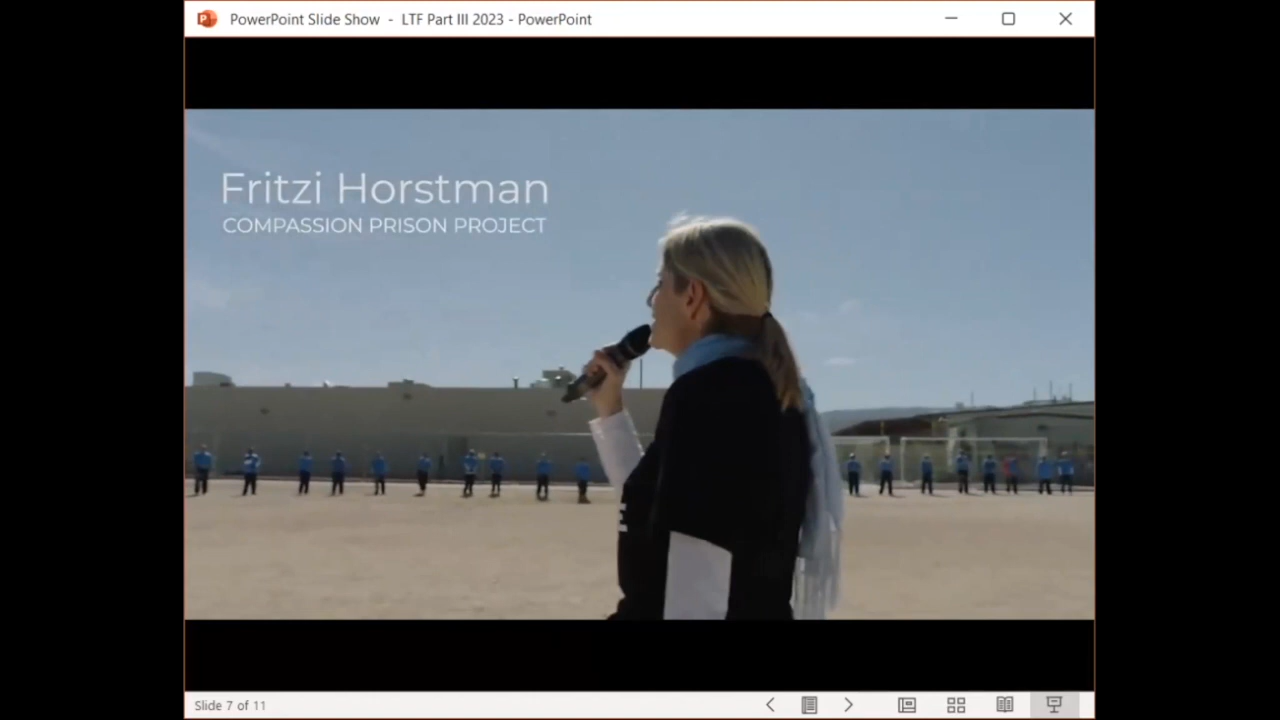 PowerPoint Slide Show - LTF Part III 2023 - PowerPoint
Fritzi Horstman
COMPASSION PRISON PROJECT
Slide 7 of 11